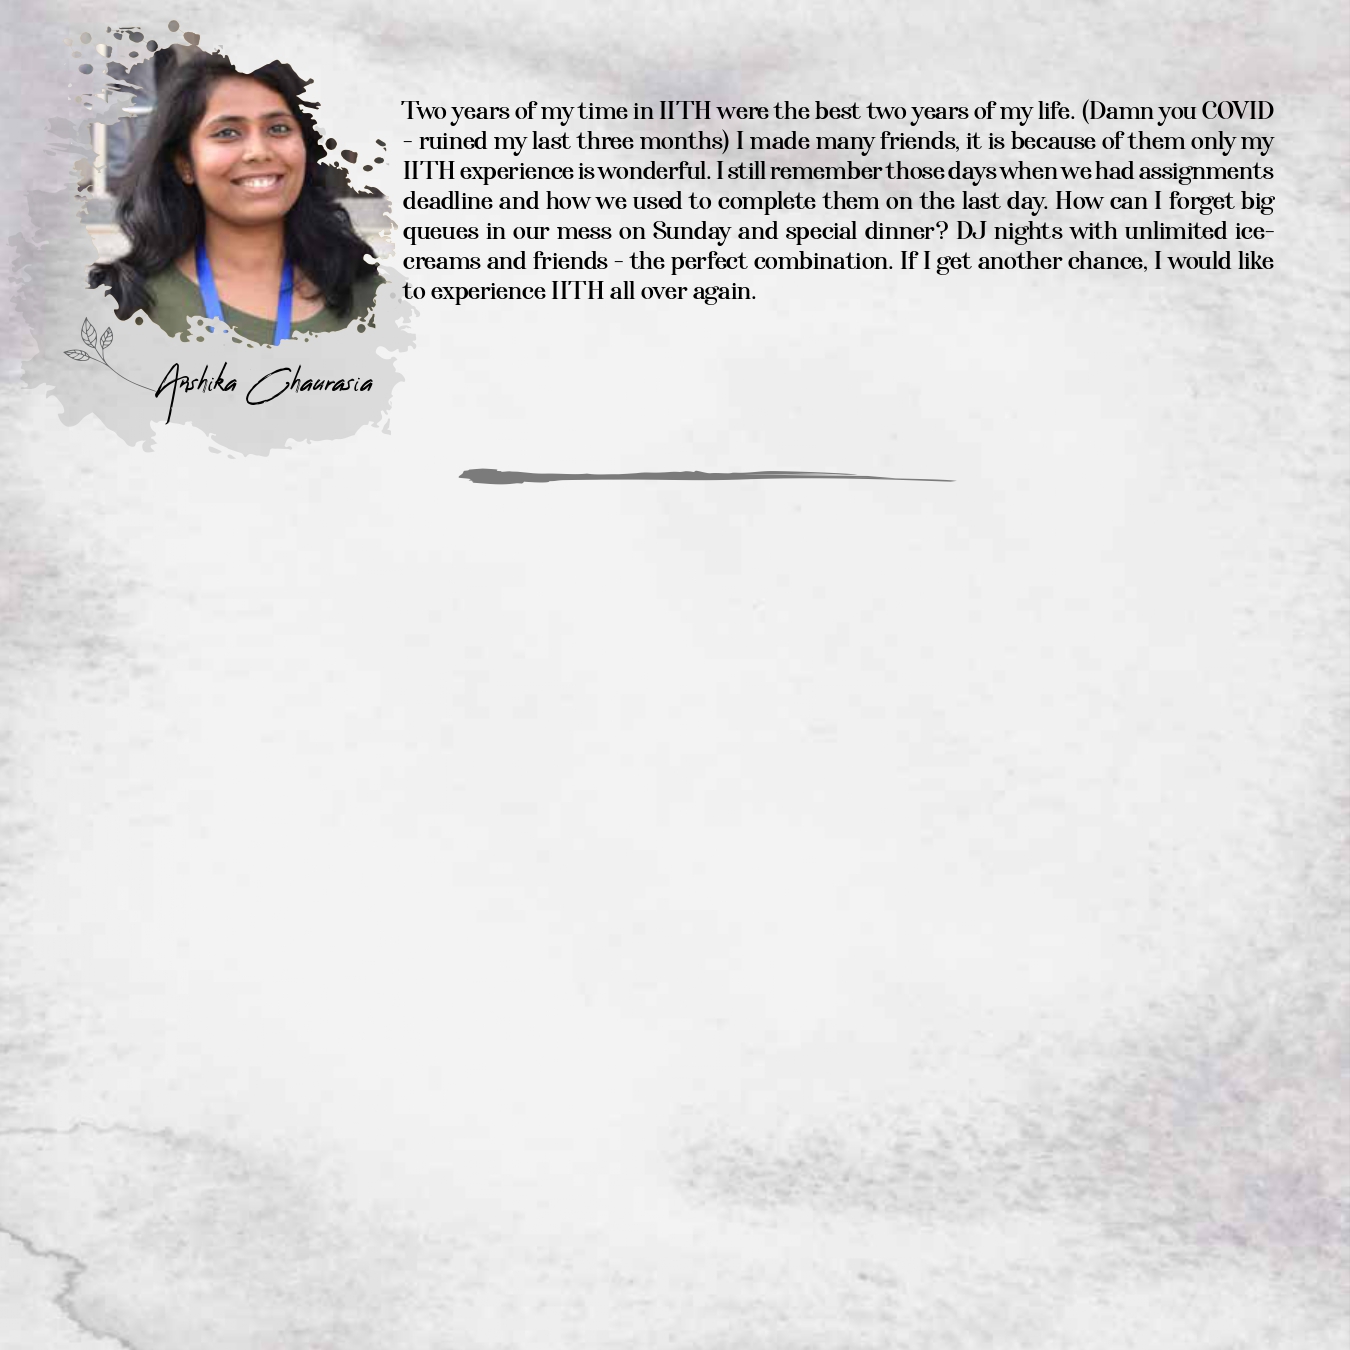 Two years of my time in IITH were the best two years of my life. (Damn you COVID
- ruined my last three months) I made many friends, it is because of them only my
IITH experience is wonderful. I still remember those days when we had assignments
deadline and how we used to complete them on the last day. How can I forget big
queues in our mess on Sunday and special dinner? DJ nights with unlimited ice-
creams and friends - the perfect combination. If I get another chance, I would like
to experience IITH all over again.
Anshika Chaurasia